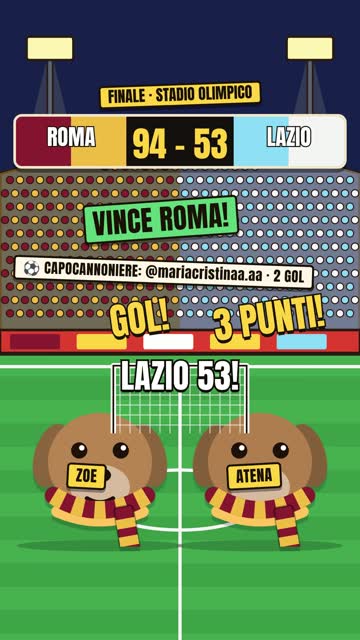 FINALE · STADIO OLIMPICO
ROMA 94 - 53 LAZIO
VINCE ROMA!
CAPOCANNONIERE: @mariacristinaa.aa · 2 GOL
GOL! 3 PUNTI!
LAZIO 53!
ZOE ATENA